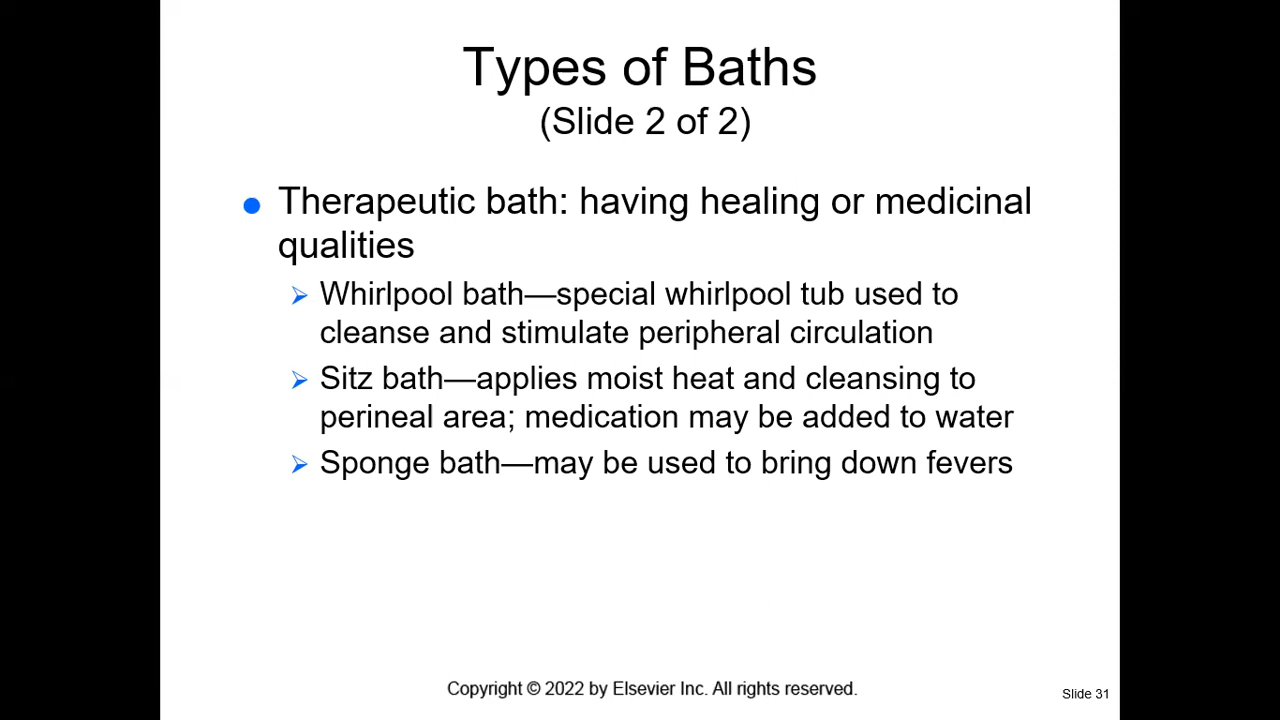 Types of Baths
(Slide 2 of 2)
Therapeutic bath: having healing or medicinal
qualities
Whirlpool bath—special whirlpool tub used to
cleanse and stimulate peripheral circulation
Sitz bath—applies moist heat and cleansing to
perineal area; medication may be added to water
Sponge bath—may be used to bring down fevers
Copyright © 2022 by Elsevier Inc. All rights reserved.
Slide 31